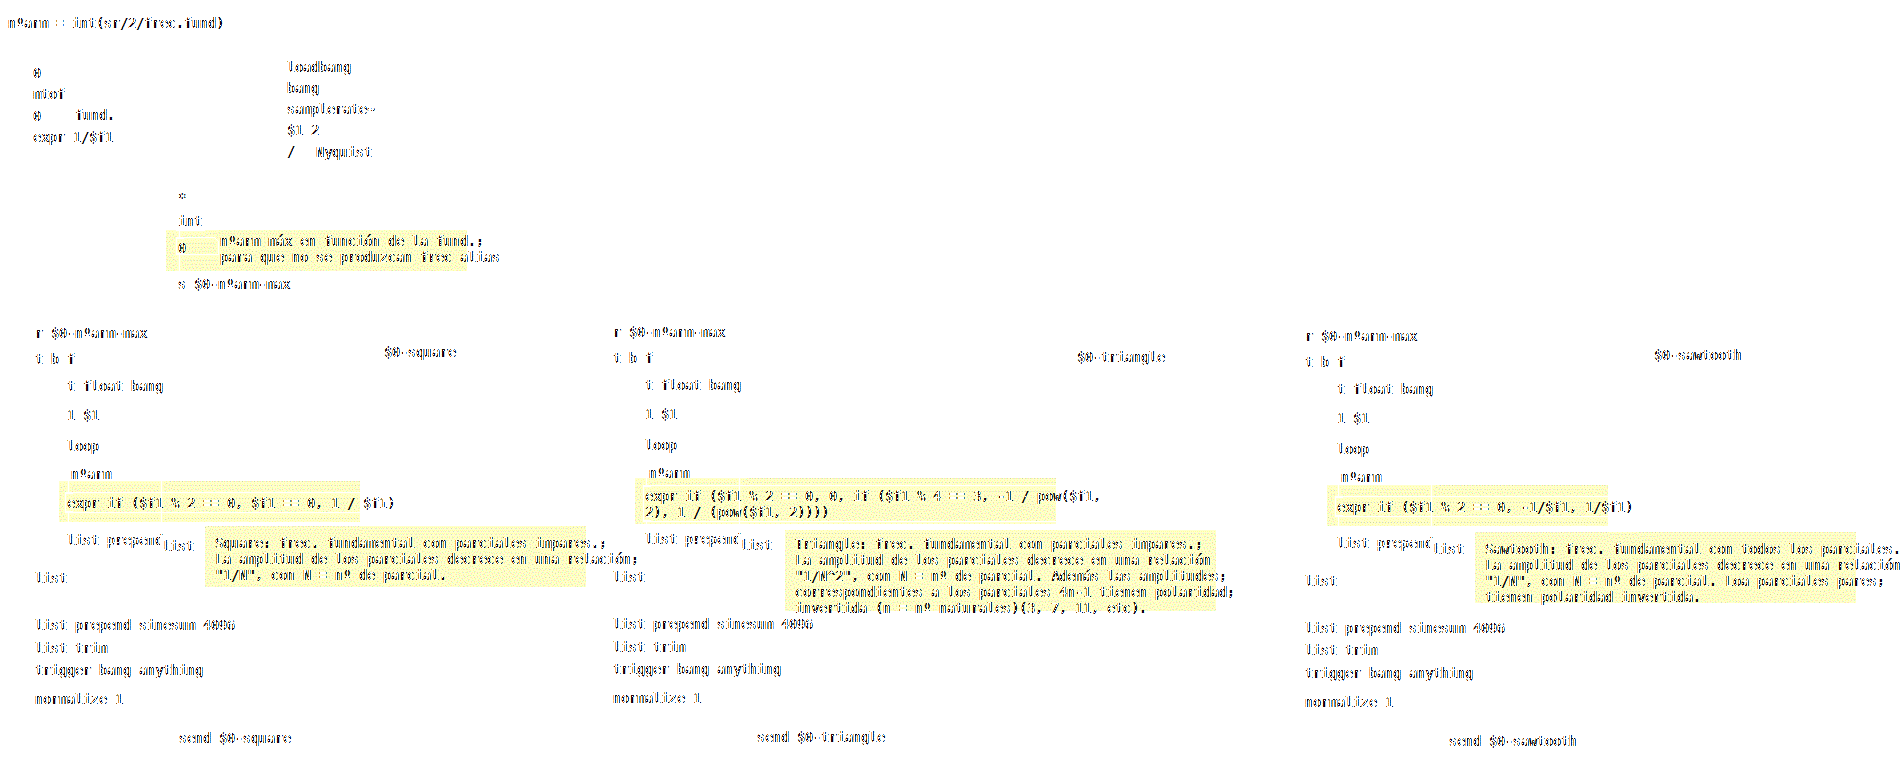 nºarm = int(sr/2/frec.fund)
0
mtof
0 fund.
expr 1/$f1
loadbang
bang
samplerate~
$1 2
/ Nyquist
*
int
0 nºarm máx en función de la fund.;
para que no se produzcan frec altas
s $0-nºarm-max
r $0-nºarm-max
t b f
$0-square
t float bang
1 $1
loop
nºarm
expr if ($f1 % 2 == 0, $f1 == 0, 1 / $f1)
list prepend
list
Square: frec. fundamental con parciales impares.;
La amplitud de los parciales decrece en una relación;
"1/N", con N = nº de parcial.
list
list prepend sinesum 4096
list trim
trigger bang anything
normalize 1
send $0-square
r $0-nºarm-max
t b f
$0-triangle
t float bang
1 $1
loop
nºarm
expr if ($f1 % 2 == 0, 0, if ($f1 % 4 == 3, -1 / pow($f1,
2), 1 / (pow($f1, 2))))
list prepend
list
Triangle: frec. fundamental con parciales impares.;
La amplitud de los parciales decrece en una relación
"1/N^2", con N = nº de parcial. Además las amplitudes;
correspondientes a los parciales 4n-1 tienen polaridad;
invertida (n = nº naturales)(3, 7, 11, etc).
list
list prepend sinesum 4096
list trim
trigger bang anything
normalize 1
send $0-triangle
r $0-nºarm-max
t b f
$0-sawtooth
t float bang
1 $1
loop
nºarm
expr if ($f1 % 2 == 0, -1/$f1, 1/$f1)
list prepend
list
Sawtooth: frec. fundamental con todos los parciales.
La amplitud de los parciales decrece en una relación
"1/N", con N = nº de parcial. Los parciales pares;
tienen polaridad invertida.
list
list prepend sinesum 4096
list trim
trigger bang anything
normalize 1
send $0-sawtooth